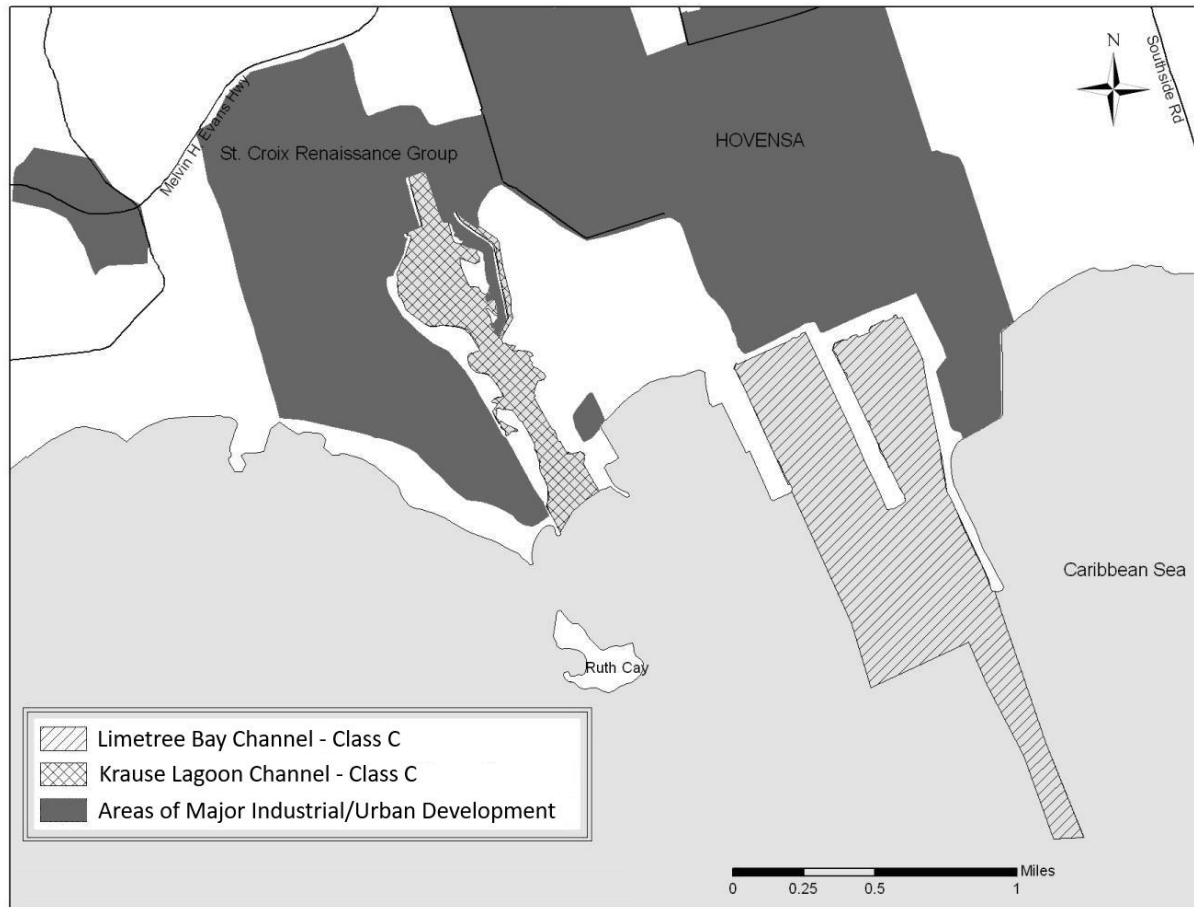 N
Southside Rd
Melvin H. Evans Hwy
HOVENSA
St. Croix Renaissance Group
Caribbean Sea
Ruth Cay
Limetree Bay Channel - Class C
Krause Lagoon Channel - Class C
Areas of Major Industrial/Urban Development
Miles
0 0.25 0.5 1